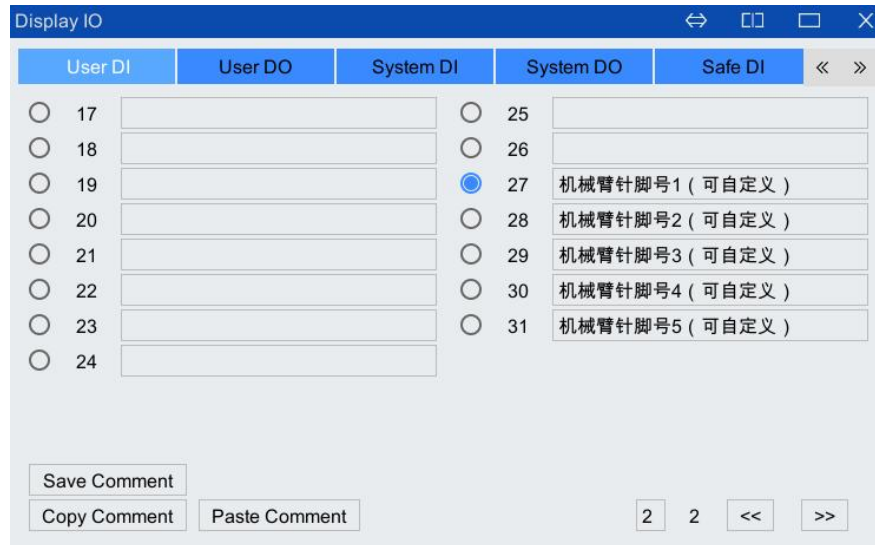 Display IO
User DI User DO System DI System DO Safe DI « »
17 25
18 26
19 27 机械臂针脚号1（可自定义）
20 28 机械臂针脚号2（可自定义）
21 29 机械臂针脚号3（可自定义）
22 30 机械臂针脚号4（可自定义）
23 31 机械臂针脚号5（可自定义）
24
Save Comment
Copy Comment Paste Comment 2 2 << >>